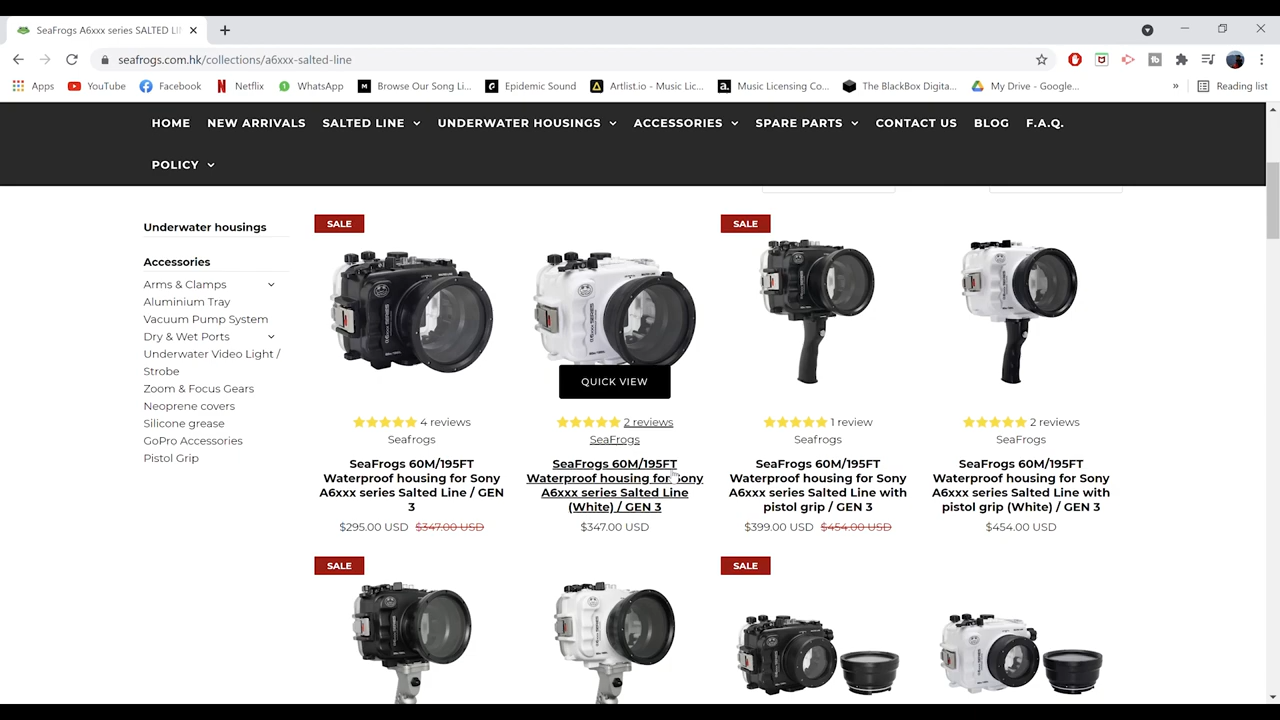 SeaFrogs A6xxx series SALTED LIN
seafrogs.com.hk/collections/a6xxx-salted-line
Apps
YouTube
Facebook
Netflix
WhatsApp
Browse Our Song Li...
Epidemic Sound
Artlist.io - Music Lic...
Music Licensing Co...
The BlackBox Digita...
My Drive - Google...
»
Reading list
HOME
NEW ARRIVALS
SALTED LINE
UNDERWATER HOUSINGS
ACCESSORIES
SPARE PARTS
CONTACT US
BLOG
F.A.Q.
POLICY
Underwater housings
Accessories
Arms & Clamps
Aluminium Tray
Vacuum Pump System
Dry & Wet Ports
Underwater Video Light /
Strobe
Zoom & Focus Gears
Neoprene covers
Silicone grease
GoPro Accessories
Pistol Grip
SALE
4 reviews
Seafrogs
SeaFrogs 60M/195FT
Waterproof housing for Sony
A6xxx series Salted Line / GEN
3
$295.00 USD $347.00 USD
QUICK VIEW
2 reviews
SeaFrogs
SeaFrogs 60M/195FT
Waterproof housing for Sony
A6xxx series Salted Line
(White) / GEN 3
$347.00 USD
SALE
1 review
Seafrogs
SeaFrogs 60M/195FT
Waterproof housing for Sony
A6xxx series Salted Line with
pistol grip / GEN 3
$399.00 USD $454.00 USD
2 reviews
SeaFrogs
SeaFrogs 60M/195FT
Waterproof housing for Sony
A6xxx series Salted Line with
pistol grip (White) / GEN 3
$454.00 USD
SALE
SALE